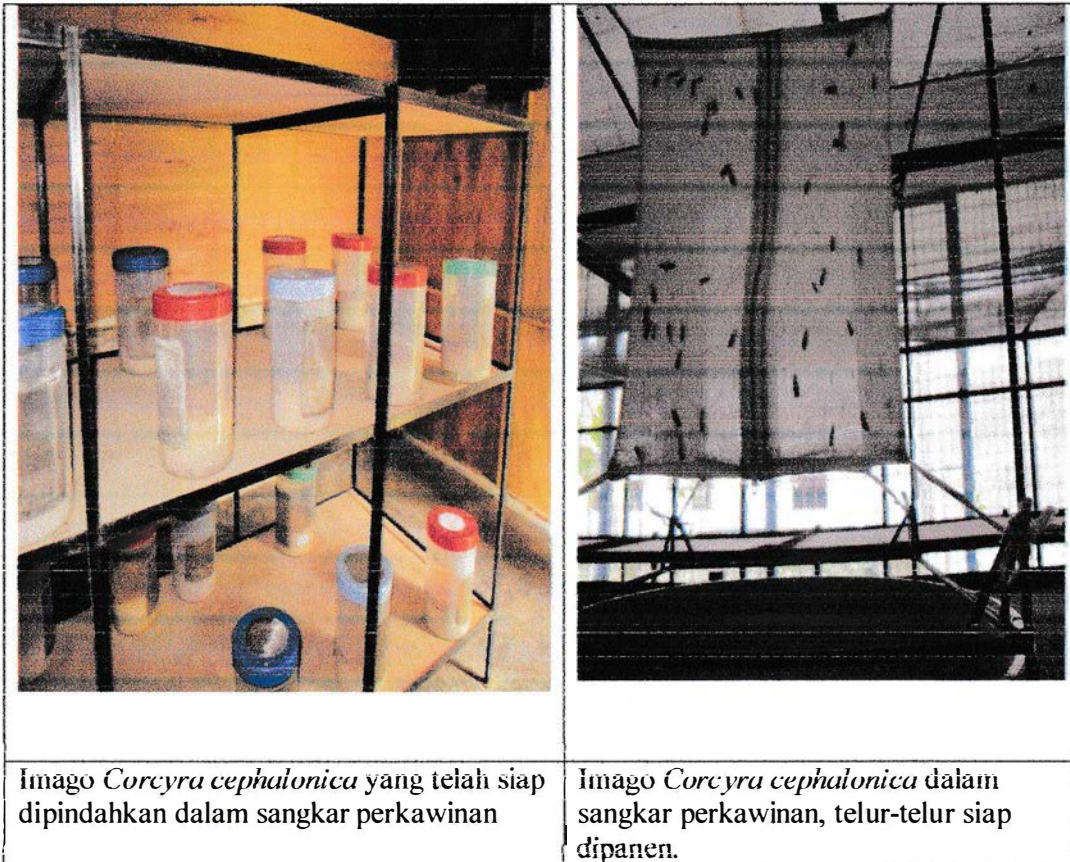 Imago Corcyra cephalonica yang telah siap
dipindahkan dalam sangkar perkawinan
Imago Corcyra cephalonica dalam
sangkar perkawinan, telur-telur siap
dipanen.